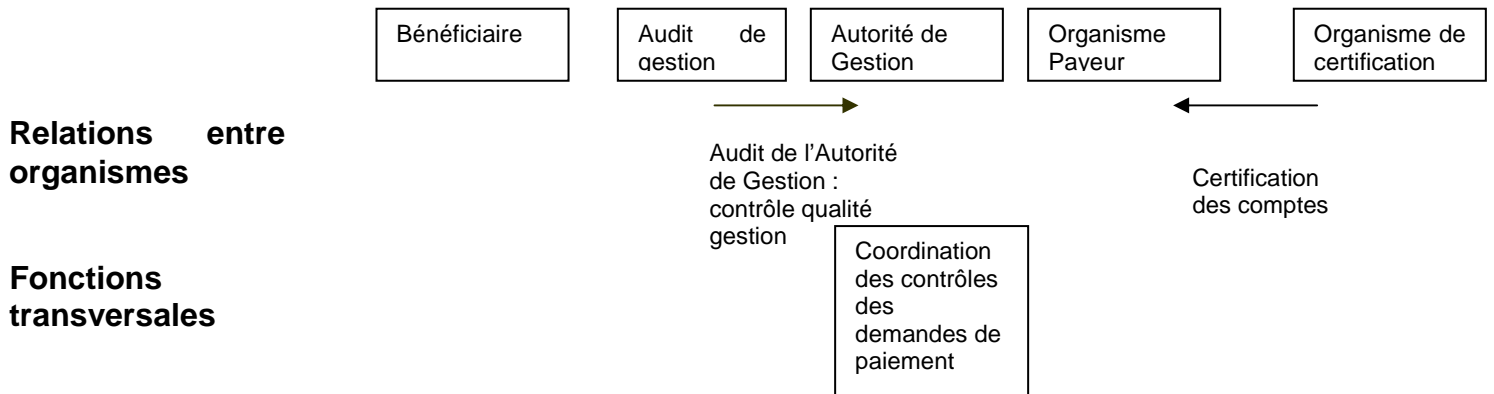 Bénéficiaire
Audit de
gestion
Autorité de
Gestion
Organisme
Payeur
Organisme de
certification
Relations entre
organismes
Audit de l'Autorité
de Gestion :
contrôle qualité
gestion
Certification
des comptes
Fonctions
transversales
Coordination
des contrôles
des
demandes de
paiement